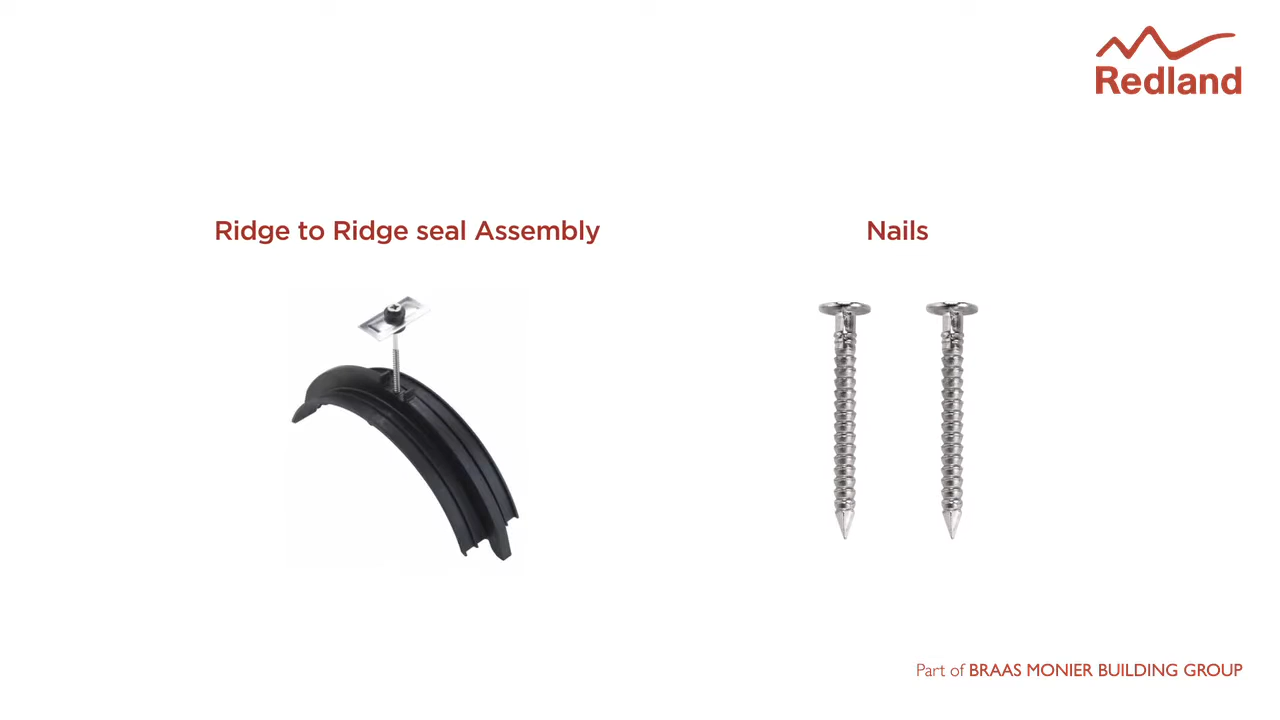 Redland
Ridge to Ridge seal Assembly
Nails
Part of BRAAS MONIER BUILDING GROUP